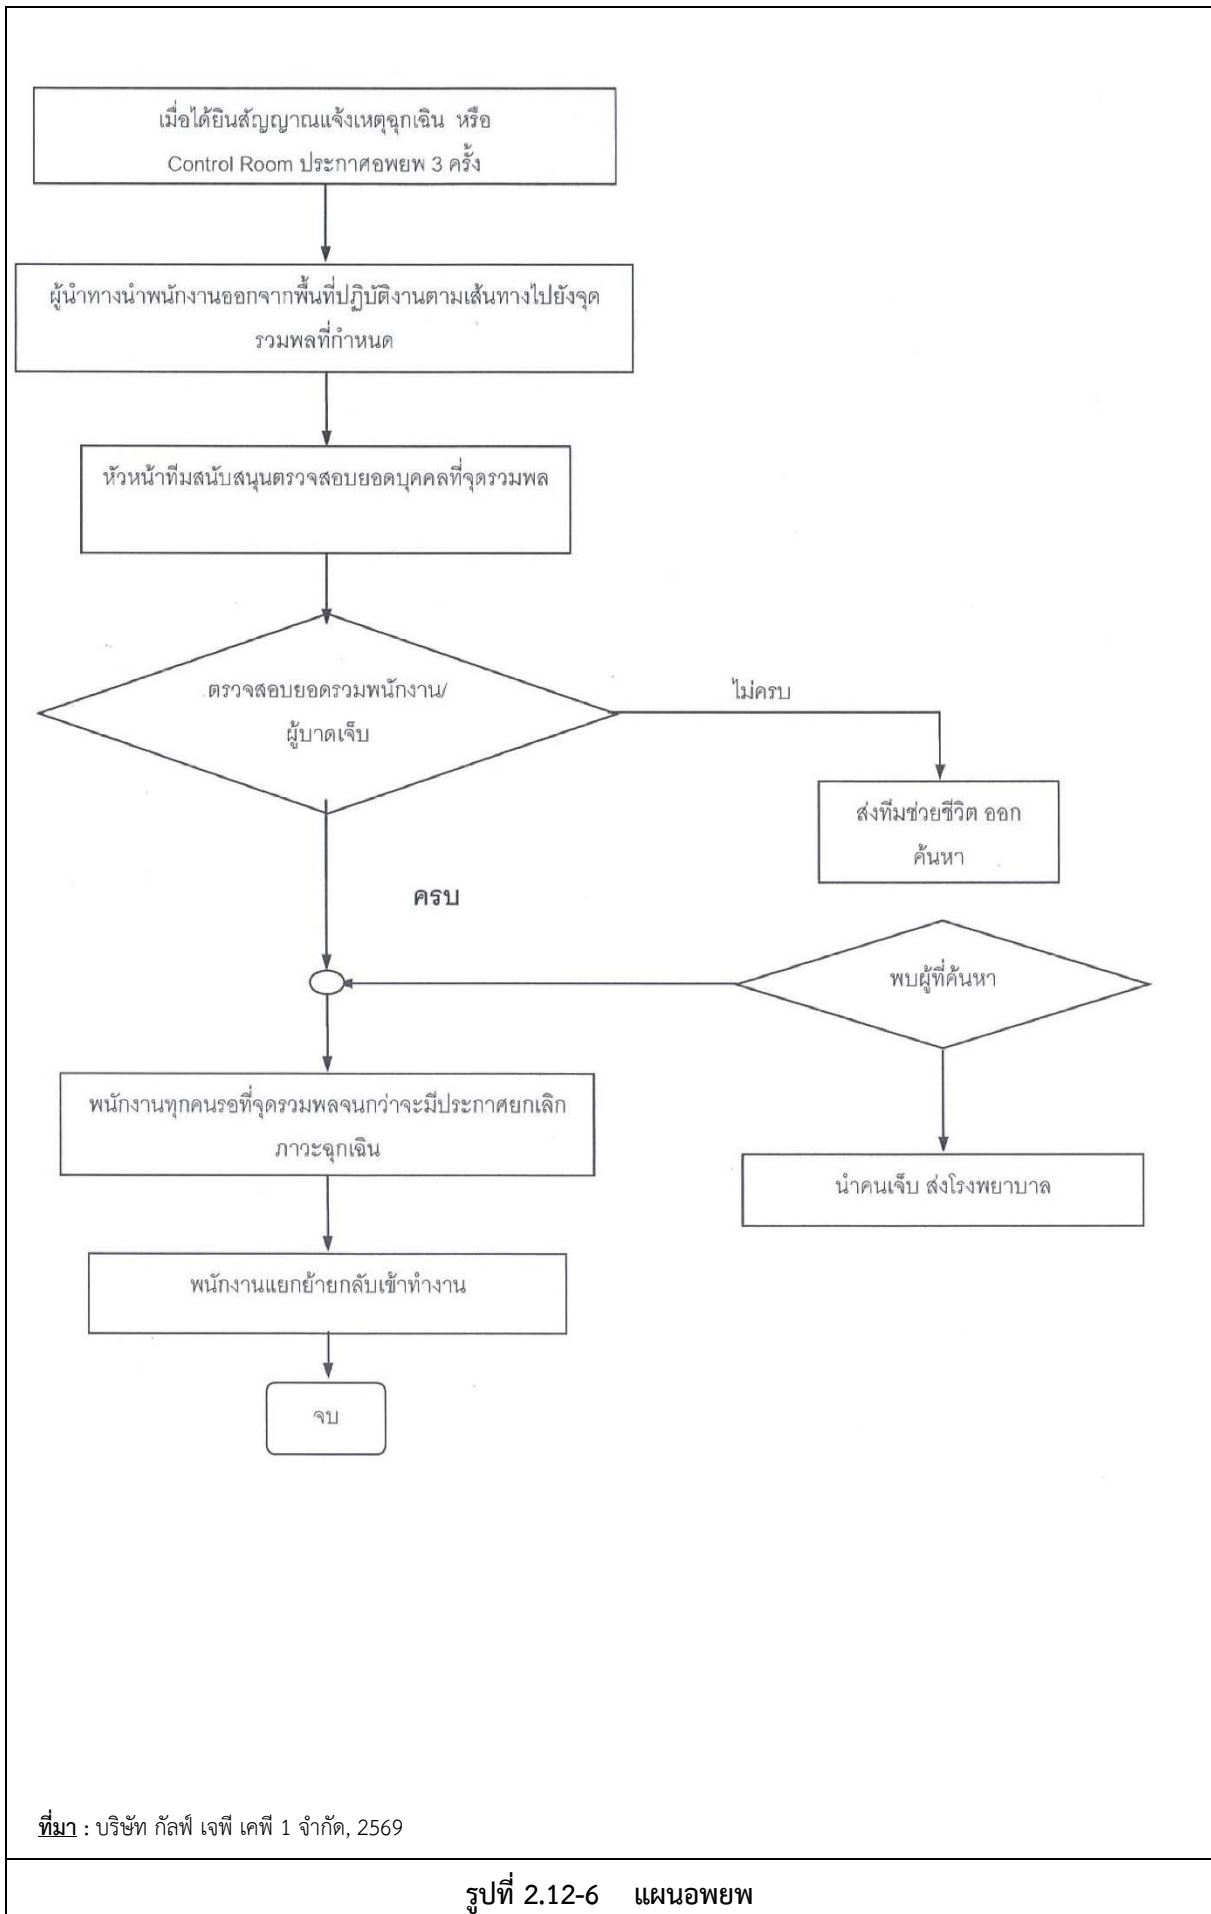 เมื่อได้ยินสัญญาณแจ้งเหตุฉุกเฉิน หรือ
Control Room ประกาศอพยพ 3 ครั้ง
ผู้นำทางนำพนักงานออกจากพื้นที่ปฏิบัติงานตามเส้นทางไปยังจุด
รวมพลที่กำหนด
หัวหน้าทีมสนับสนุนตรวจสอบยอดบุคคลที่จุดรวมพล
ตรวจสอบยอดรวมพนักงาน/
ผู้บาดเจ็บ
ไม่ครบ
ส่งทีมช่วยชีวิต ออก
ค้นหา
ครบ
พบผู้ที่ค้นหา
พนักงานทุกคนรอที่จุดรวมพลจนกว่าจะมีประกาศยกเลิก
ภาวะฉุกเฉิน
นำคนเจ็บ ส่งโรงพยาบาล
พนักงานแยกย้ายกลับเข้าทำงาน
จบ
ที่มา : บริษัท กัลฟ์ เจพี เคพี 1 จำกัด, 2569
รูปที่ 2.12-6 แผนอพยพ